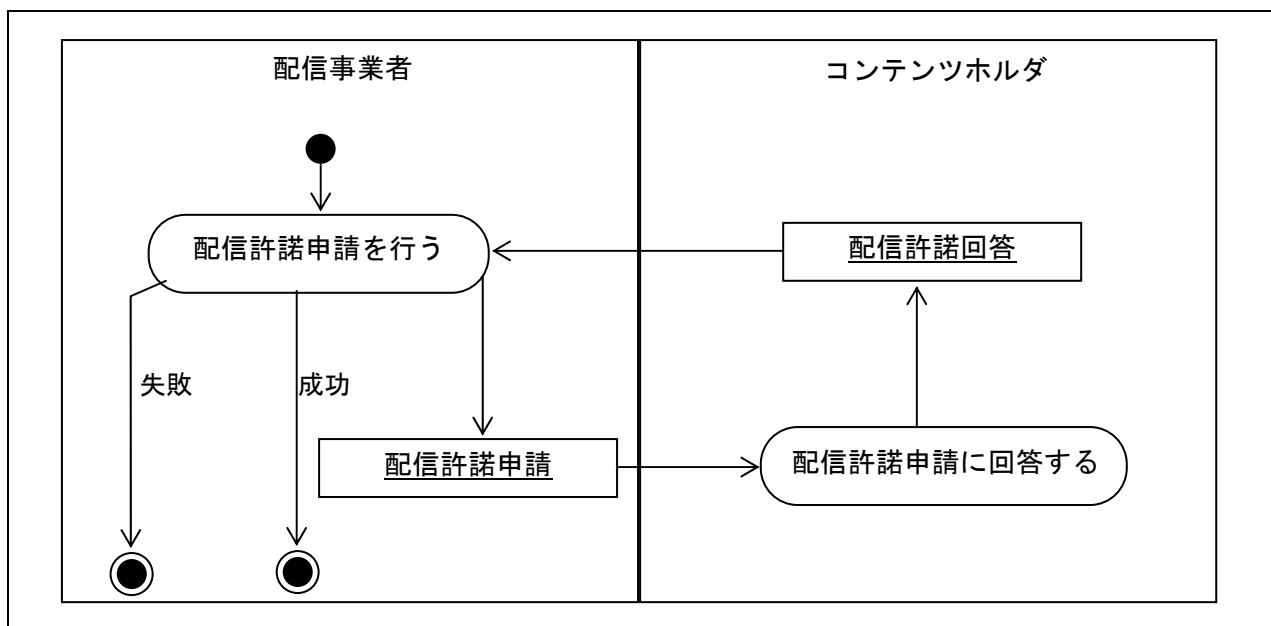 配信事業者
コンテンツホルダ
配信許諾申請を行う
配信許諾回答
失敗
成功
配信許諾申請
配信許諾申請に回答する